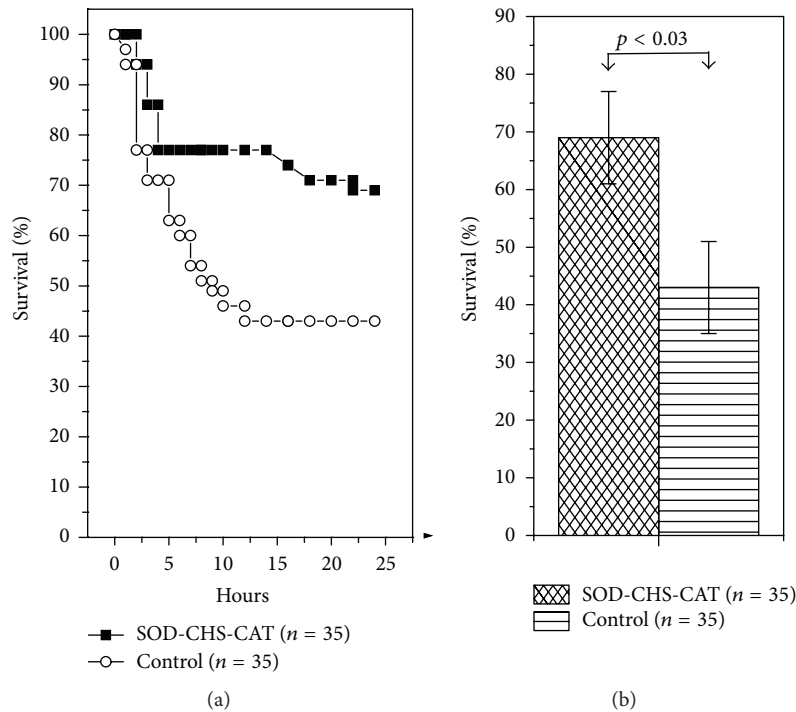 100
90
80
70
60
50
40
30
20
10
0
Survival (%)
0 5 10 15 20 25
Hours
SOD-CHS-CAT (n = 35)
Control (n = 35)
(a)
90
80
70
60
50
40
30
20
10
0
Survival (%)
p < 0.03
SOD-CHS-CAT (n = 35)
Control (n = 35)
(b)